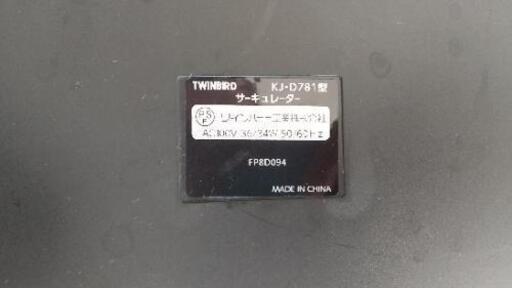 TWINBIRD KJ-D781型
サーキュレーター
PS
E ツインバード工業株式会社
AC100V 36/34W 50/60Hz
FP8D094
MADE IN CHINA